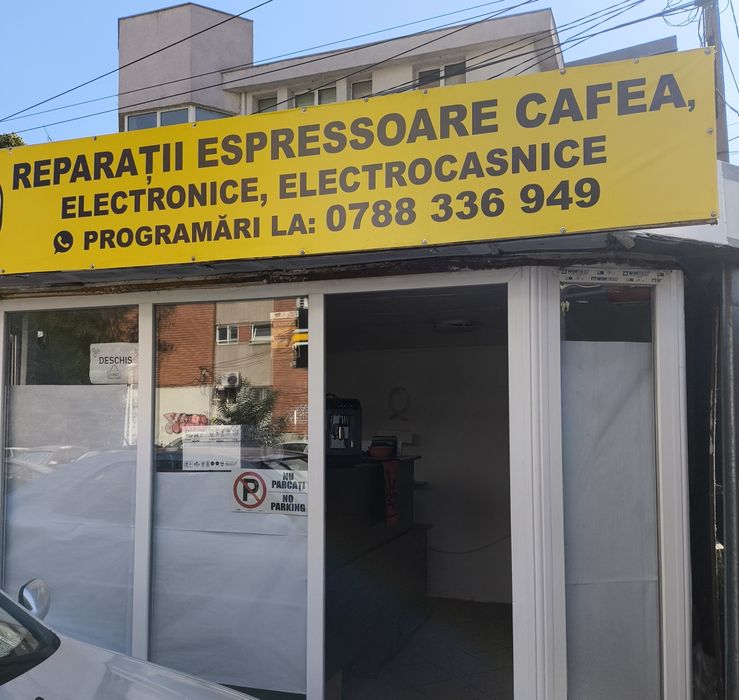 REPARAȚII ESPRESSOARE CAFEA,
ELECTRONICE, ELECTROCASNICE
PROGRAMĂRI LA: 0788 336 949
DESCHIS
P
NU
PARCAȚI
NO
PARKING